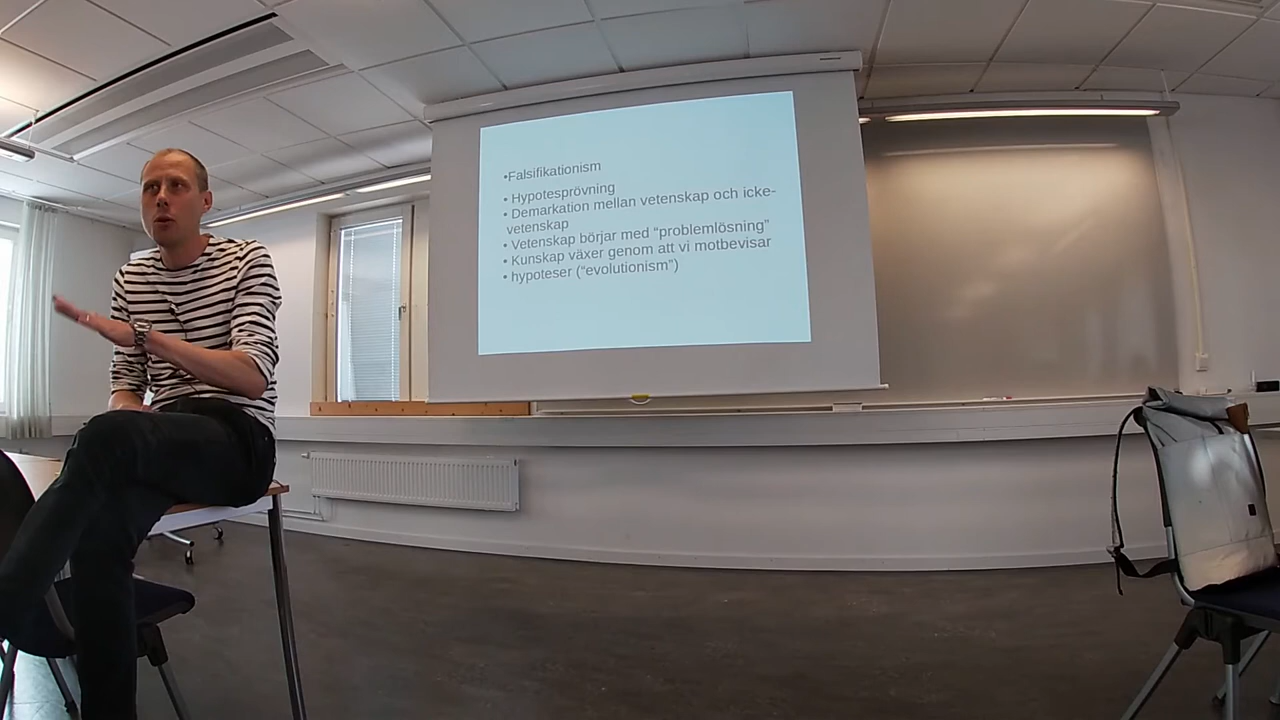 •Falsifikationism
• Hypotesprövning
• Demarkation mellan vetenskap och icke-
vetenskap
• Vetenskap börjar med “problemlösning”
• Kunskap växer genom att vi motbevisar
• hypoteser (“evolutionism”)